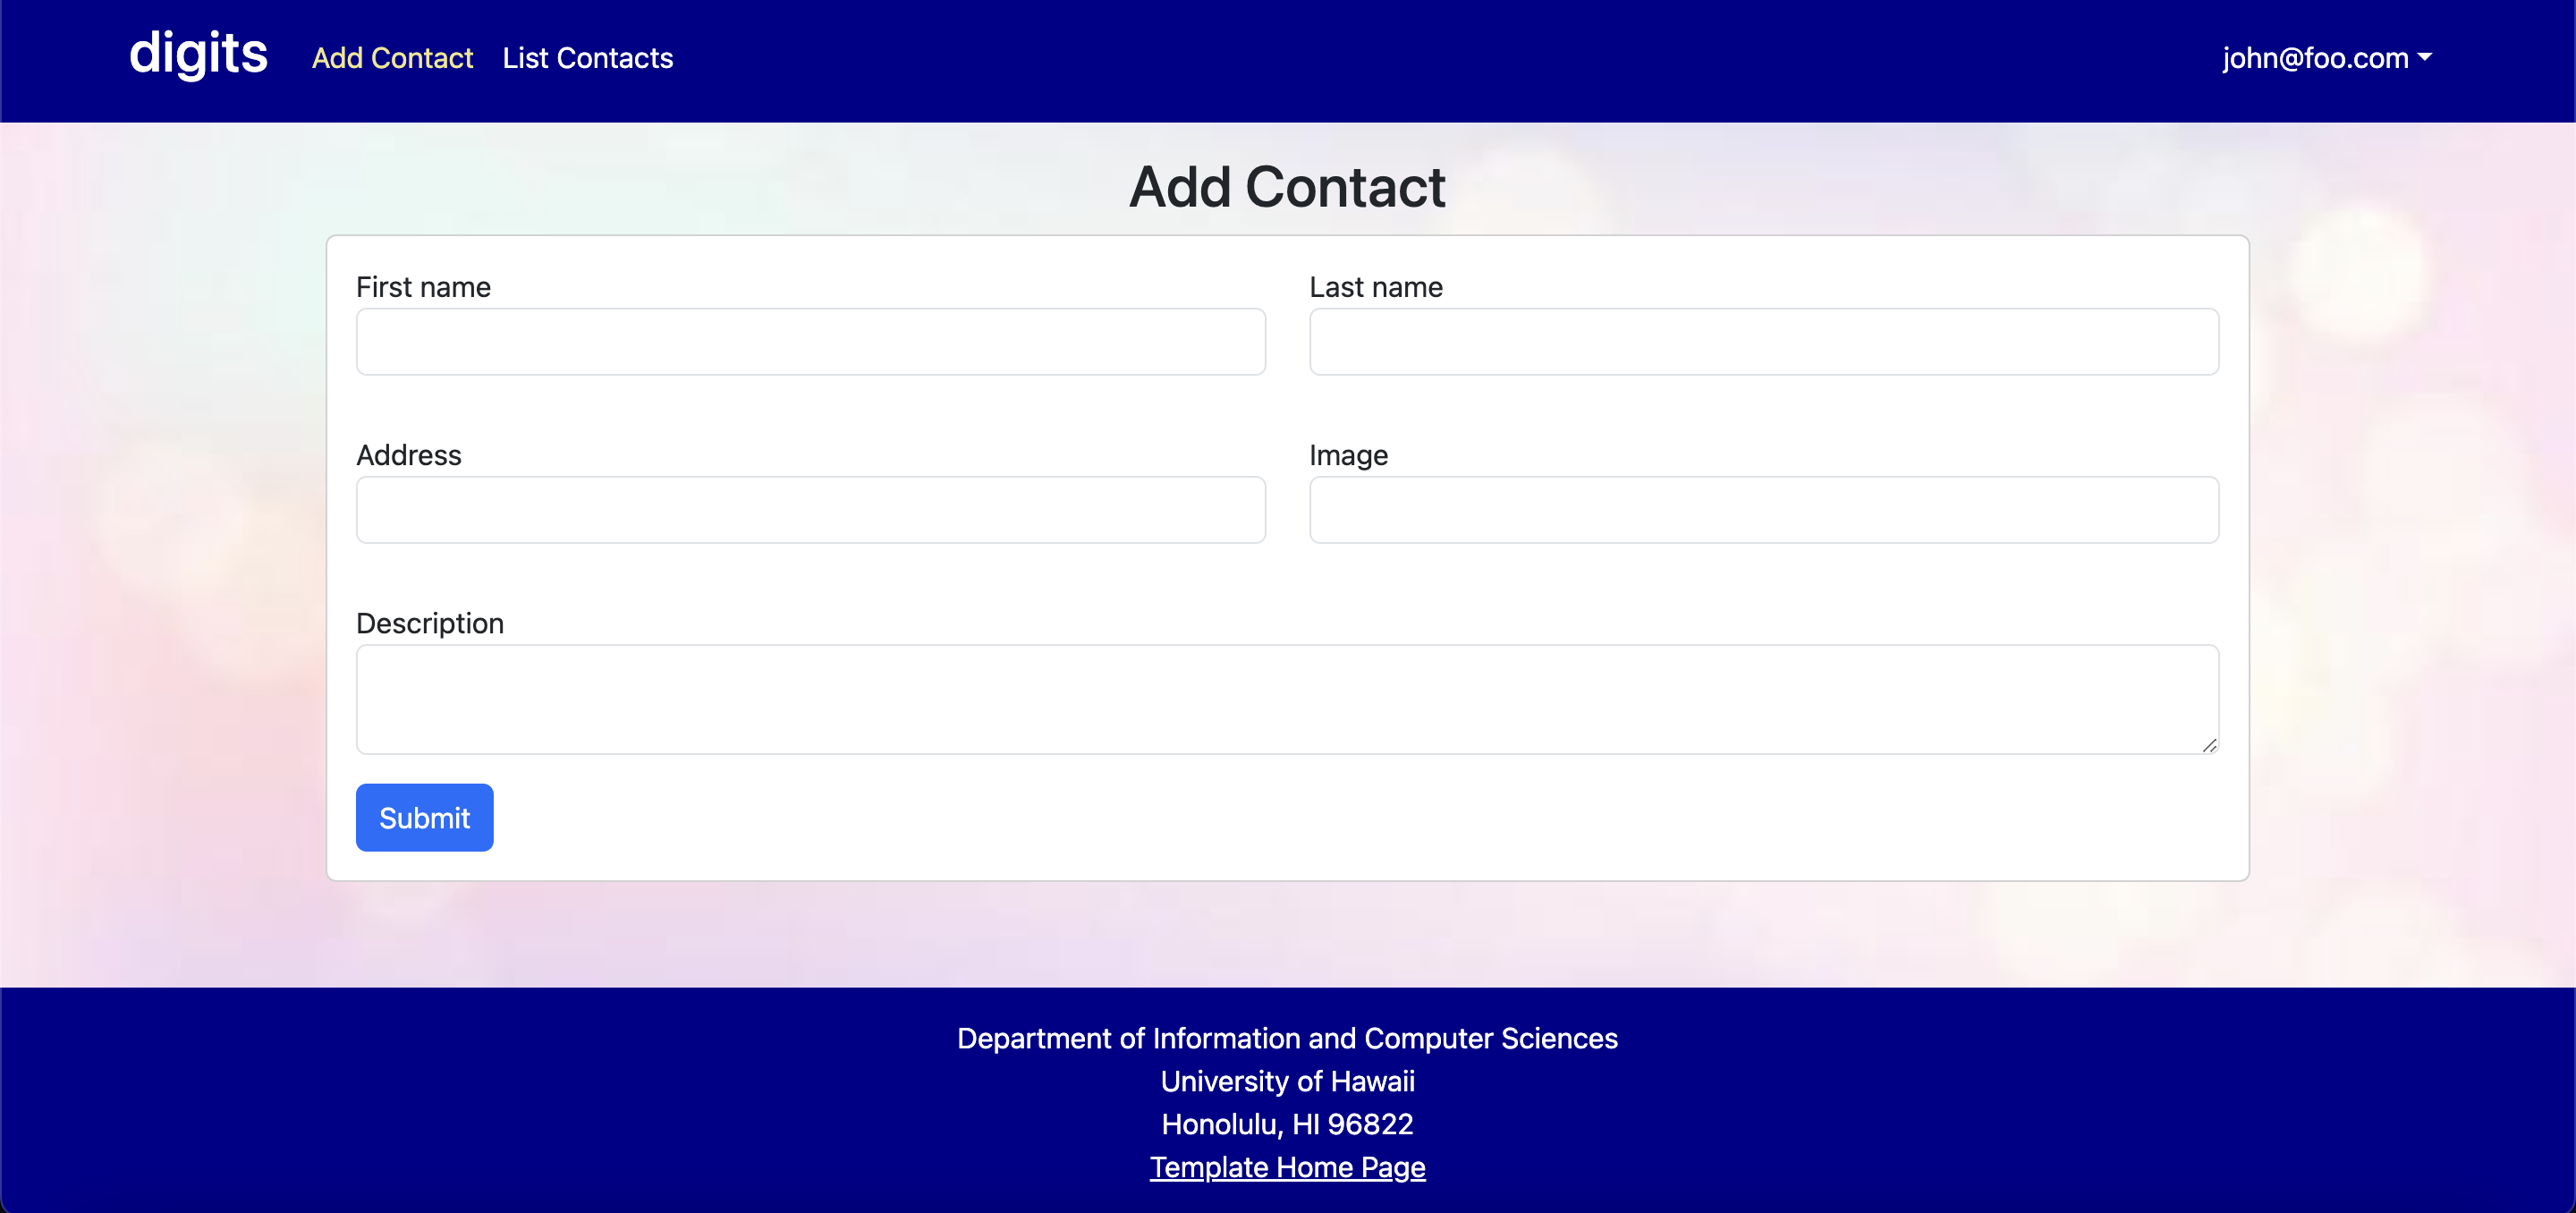 digits Add Contact List Contacts john@foo.com
Add Contact
First name Last name
Address Image
Description
Submit
Department of Information and Computer Sciences
University of Hawaii
Honolulu, HI 96822
Template Home Page